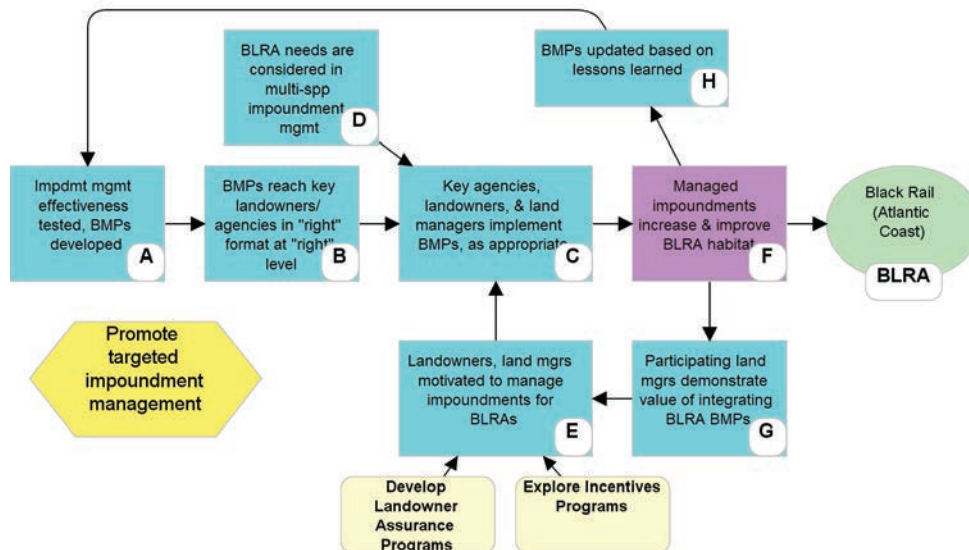 BLRA needs are
considered in
multi-spp
impoundment
mgmt
D
BMPs updated based on
lessons learned
H
Impdmt mgmt
effectiveness
tested, BMPs
developed
A
BMPs reach key
landowners/
agencies in "right"
format at "right"
level
B
Key agencies,
landowners, & land
managers implement
BMPs, as appropriate
C
Managed
impoundments
increase & improve
BLRA habitat
F
Black Rail
(Atlantic
Coast)
BLRA
Promote
targeted
impoundment
management
Landowners, land mgrs
motivated to manage
impoundments for
BLRAs
E
Participating land
mgrs demonstrate
value of integrating
BLRA BMPs
G
Develop
Landowner
Assurance
Programs
Explore Incentives
Programs